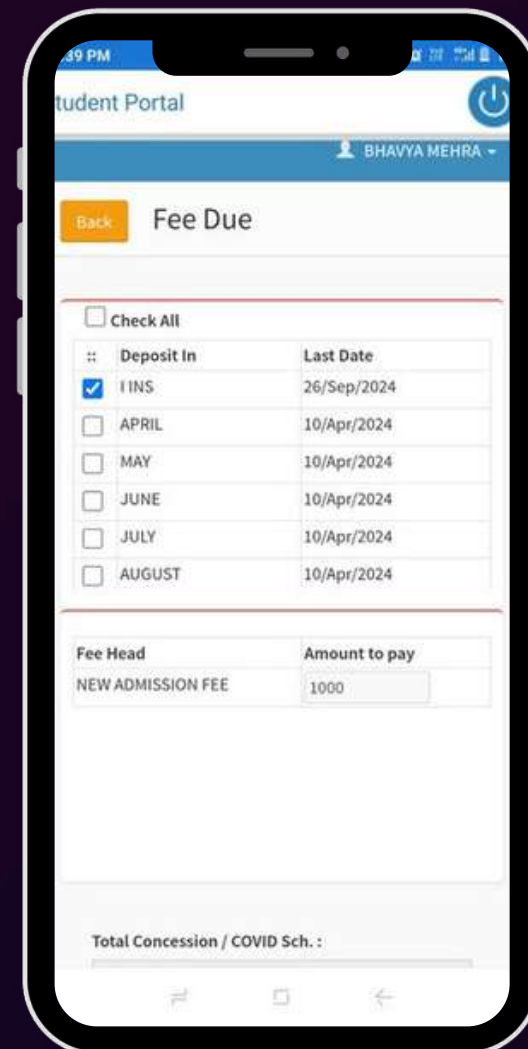 :39 PM
tudent Portal
BHAVYA MEHRA
Back Fee Due
Check All
:: Deposit In Last Date
I INS 26/Sep/2024
APRIL 10/Apr/2024
MAY 10/Apr/2024
JUNE 10/Apr/2024
JULY 10/Apr/2024
AUGUST 10/Apr/2024
Fee Head Amount to pay
NEW ADMISSION FEE 1000
Total Concession / COVID Sch. :